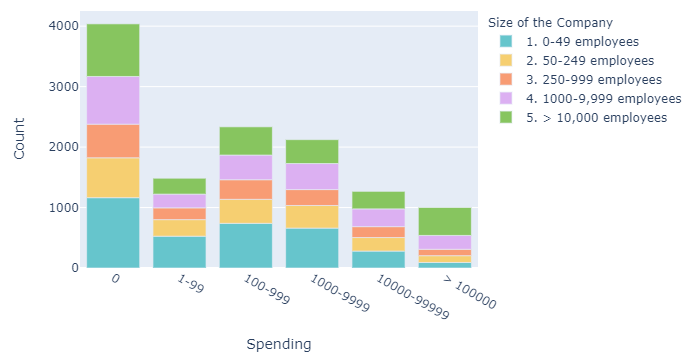 Size of the Company
1. 0-49 employees
2. 50-249 employees
3. 250-999 employees
4. 1000-9,999 employees
5. > 10,000 employees
Count
4000
3000
2000
1000
0
0
1-99
100-999
1000-9999
10000-99999
> 100000
Spending